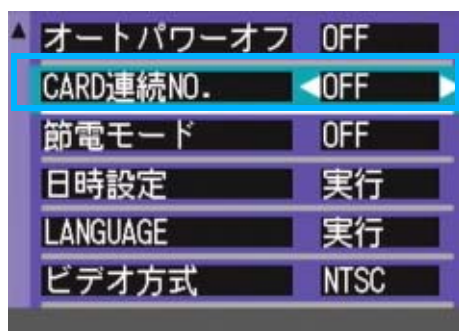 オートパワーオフ OFF
CARD連続NO. OFF
節電モード OFF
日時設定 実行
LANGUAGE 実行
ビデオ方式 NTSC